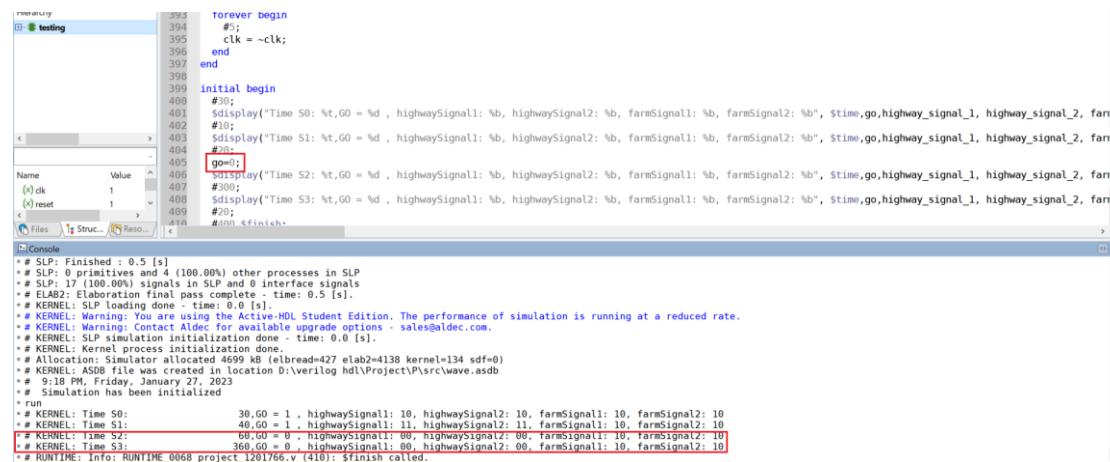 Hierarchy
testing
393 forever begin
394 #5;
395 clk = ~clk;
396 end
397 end
398
399 initial begin
400 #30;
401 $display("Time S0: %t,GO = %d , highwaySignal1: %b, highwaySignal2: %b, farmSignal1: %b, farmSignal2: %b", $time,go,highway_signal_1, highway_signal_2, farm
402 #10;
403 $display("Time S1: %t,GO = %d , highwaySignal1: %b, highwaySignal2: %b, farmSignal1: %b, farmSignal2: %b", $time,go,highway_signal_1, highway_signal_2, farm
404 #20;
405 go=0;
406 $display("Time S2: %t,GO = %d , highwaySignal1: %b, highwaySignal2: %b, farmSignal1: %b, farmSignal2: %b", $time,go,highway_signal_1, highway_signal_2, farm
407 #300;
408 $display("Time S3: %t,GO = %d , highwaySignal1: %b, highwaySignal2: %b, farmSignal1: %b, farmSignal2: %b", $time,go,highway_signal_1, highway_signal_2, farm
409 #20;
410 #400 $finish;
Name Value
(x) clk 1
(x) reset 1
Files Struc... Reso...
Console
# SLP: Finished : 0.5 [s]
# SLP: 0 primitives and 4 (100.00%) other processes in SLP
# SLP: 17 (100.00%) signals in SLP and 0 interface signals
# ELAB2: Elaboration final pass complete - time: 0.5 [s].
# KERNEL: SLP loading done - time: 0.0 [s].
# KERNEL: Warning: You are using the Active-HDL Student Edition. The performance of simulation is running at a reduced rate.
# KERNEL: Warning: Contact Aldec for available upgrade options - sales@aldec.com.
# KERNEL: SLP simulation initialization done - time: 0.0 [s].
# KERNEL: Kernel process initialization done.
# Allocation: Simulator allocated 4699 kB (elbread=427 elab2=4138 kernel=134 sdf=0)
# KERNEL: ASDB file was created in location D:\verilog hdl\Project\P\src\wave.asdb
# 9:18 PM, Friday, January 27, 2023
# Simulation has been initialized
run
# KERNEL: Time S0: 30,GO = 1 , highwaySignal1: 10, highwaySignal2: 10, farmSignal1: 10, farmSignal2: 10
# KERNEL: Time S1: 40,GO = 1 , highwaySignal1: 11, highwaySignal2: 11, farmSignal1: 10, farmSignal2: 10
# KERNEL: Time S2: 60,GO = 0 , highwaySignal1: 00, highwaySignal2: 00, farmSignal1: 10, farmSignal2: 10
# KERNEL: Time S3: 360,GO = 0 , highwaySignal1: 00, highwaySignal2: 00, farmSignal1: 10, farmSignal2: 10
# RUNTIME: Info: RUNTIME_0068 project_1201766.v (410): $finish called.